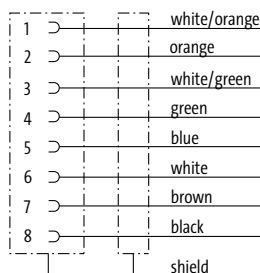 1 white/orange
2 orange
3 white/green
4 green
5 blue
6 white
7 brown
8 black
shield